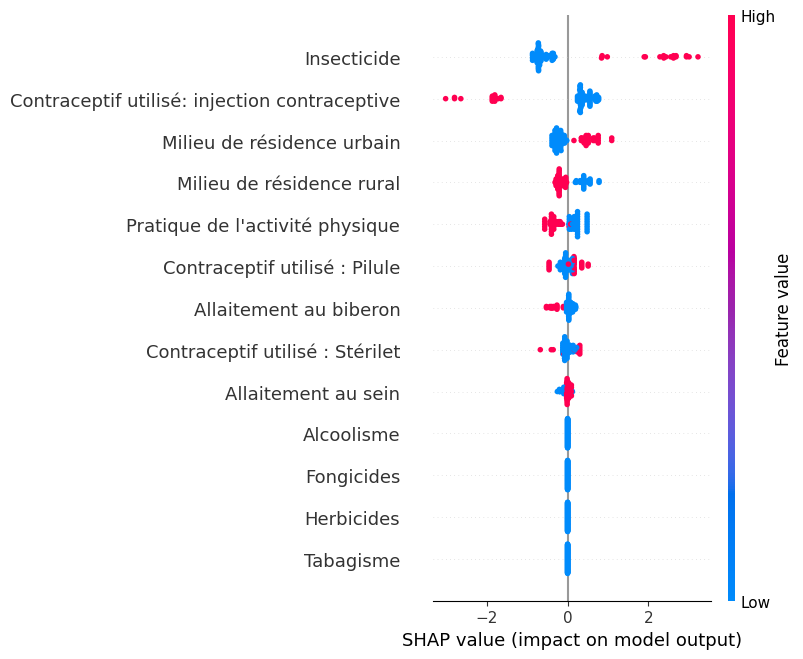 High
Insecticide
Contraceptif utilisé: injection contraceptive
Milieu de résidence urbain
Milieu de résidence rural
Pratique de l'activité physique
Contraceptif utilisé : Pilule
Allaitement au biberon
Contraceptif utilisé : Stérilet
Allaitement au sein
Alcoolisme
Fongicides
Herbicides
Tabagisme
Feature value
Low
−2 0 2
SHAP value (impact on model output)